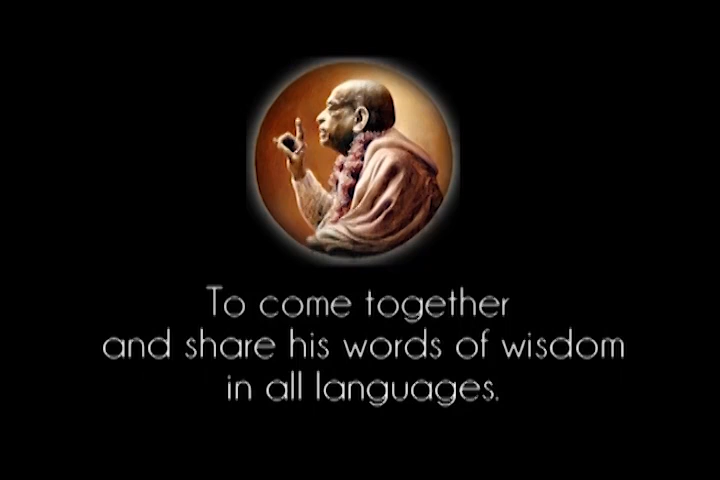 To come together
and share his words of wisdom
in all languages.